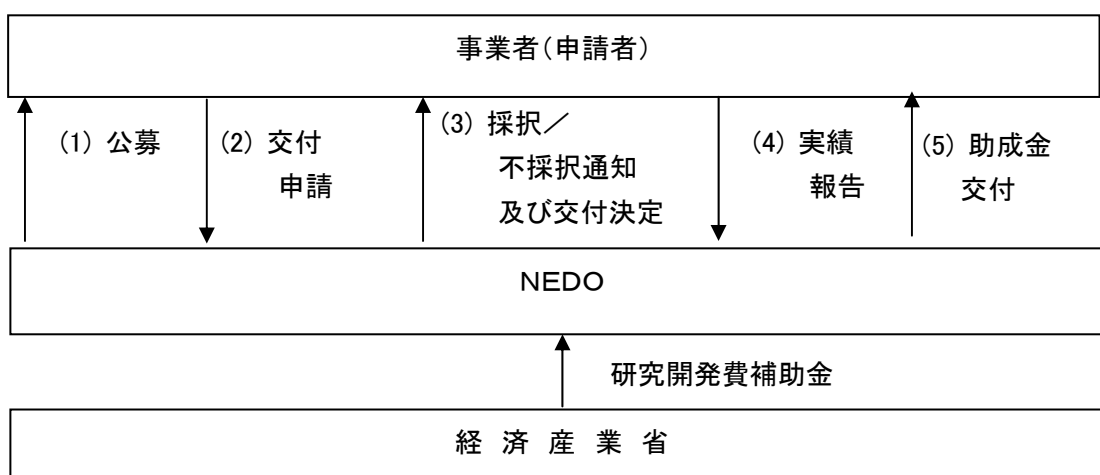 事業者（申請者）
(1) 公募
(2) 交付
申請
(3) 採択／
不採択通知
及び交付決定
(4) 実績
報告
(5) 助成金
交付
NEDO
研究開発費補助金
経 済 産 業 省